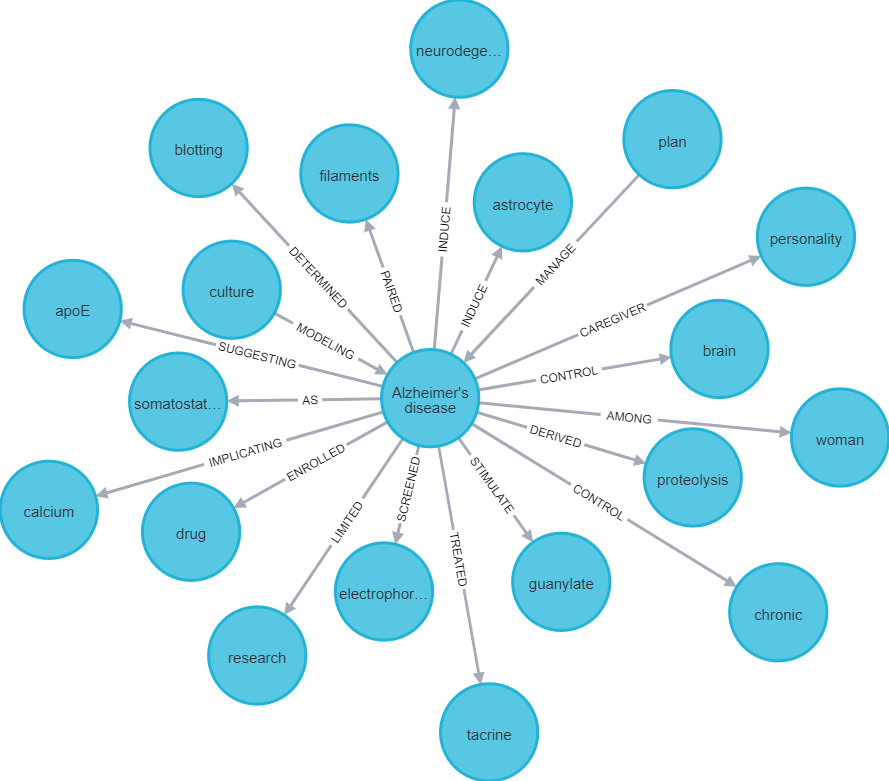 neurodege…
plan
blotting
filaments
astrocyte
personality
INDUCE
MANAGE
DETERMINED
PAIRED
INDUCE
culture
apoE
CAREGIVER
MODELING
brain
SUGGESTING
CONTROL
Alzheimer's
disease
somatostat…
AS
AMONG
woman
DERIVED
IMPLICATING
ENROLLED
SCREENED
STIMULATE
proteolysis
CONTROL
calcium
drug
LIMITED
TREATED
electrophor…
guanylate
chronic
research
tacrine